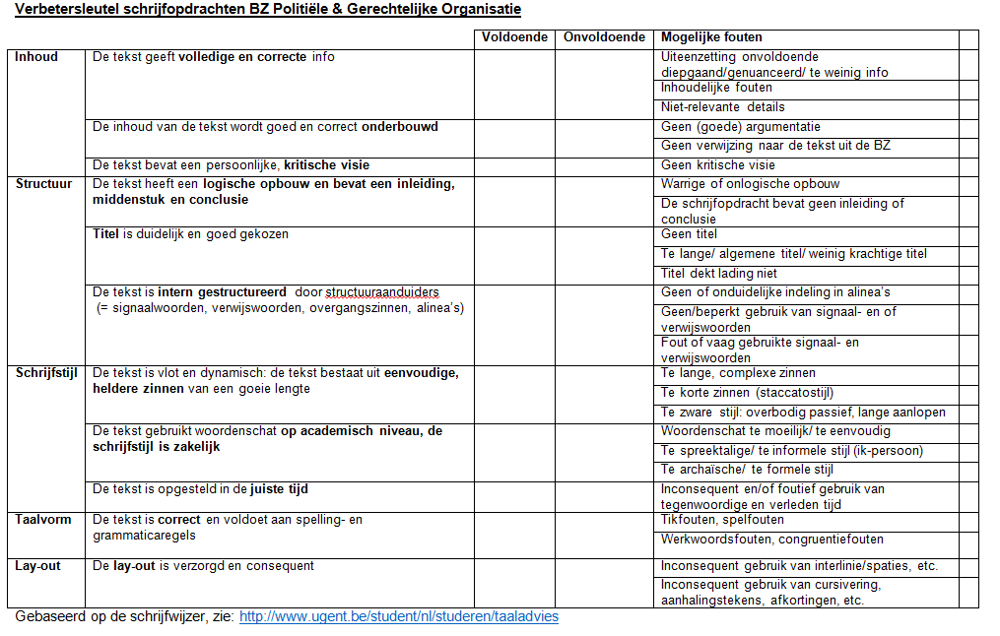 Verbetersleutel schrijfopdrachten BZ Politiële & Gerechtelijke Organisatie
Voldoende Onvoldoende Mogelijke fouten
Inhoud De tekst geeft volledige en correcte info Uiteenzetting onvoldoende
diepgaand/genuanceerd/ te weinig info
Inhoudelijke fouten
Niet-relevante details
De inhoud van de tekst wordt goed en correct onderbouwd Geen (goede) argumentatie
Geen verwijzing naar de tekst uit de BZ
De tekst bevat een persoonlijke, kritische visie Geen kritische visie
Structuur De tekst heeft een logische opbouw en bevat een inleiding, Warrige of onlogische opbouw
middenstuk en conclusie
De schrijfopdracht bevat geen inleiding of
conclusie
Titel is duidelijk en goed gekozen Geen titel
Te lange/ algemene titel/ weinig krachtige titel
Titel dekt lading niet
De tekst is intern gestructureerd door structuuraanduiders Geen of onduidelijke indeling in alinea's
(= signaalwoorden, verwijswoorden, overgangszinnen, alinea's)
Geen/beperkt gebruik van signaal- en of
verwijswoorden
Fout of vaag gebruikte signaal- en
verwijswoorden
Schrijfstijl De tekst is vlot en dynamisch: de tekst bestaat uit eenvoudige, Te lange, complexe zinnen
heldere zinnen van een goeie lengte
Te korte zinnen (staccatostijl)
Te zware stijl: overbodig passief, lange aanlopen
De tekst gebruikt woordenschat op academisch niveau, de Woordenschat te moeilijk/ te eenvoudig
schrijfstijl is zakelijk
Te spreektalige/ te informele stijl (ik-persoon)
Te archaïsche/ te formele stijl
De tekst is opgesteld in de juiste tijd Inconsequent en/of foutief gebruik van
tegenwoordige en verleden tijd
Taalvorm De tekst is correct en voldoet aan spelling- en Tikfouten, spelfouten
grammaticaregels
Werkwoordsfouten, congruentiefouten
Lay-out De lay-out is verzorgd en consequent Inconsequent gebruik van interlinie/spaties, etc.
Inconsequent gebruik van cursivering,
aanhalingstekens, afkortingen, etc.
Gebaseerd op de schrijfwijzer, zie: http://www.ugent.be/student/nl/studeren/taaladvies